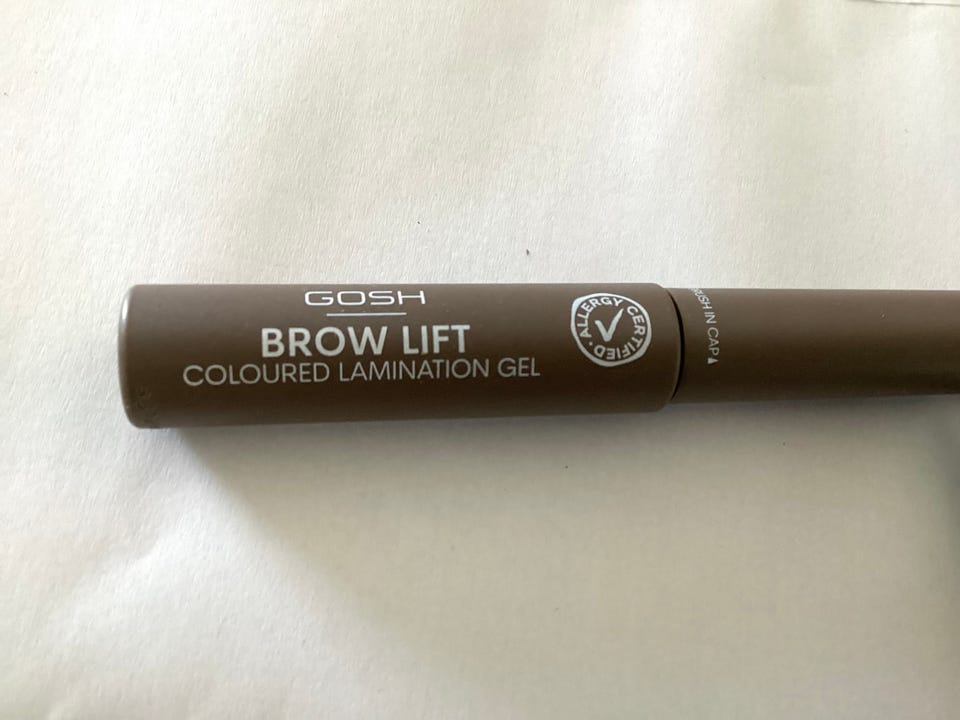 GOSH
BROW LIFT
COLOURED LAMINATION GEL
ALLERGY CERTIFIED
IN CAP